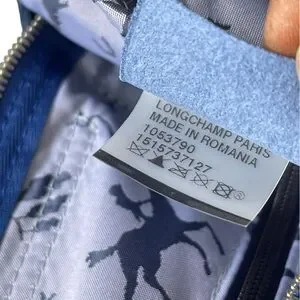 LONGCHAMP PARIS
MADE IN ROMANIA
1053790
1515737127